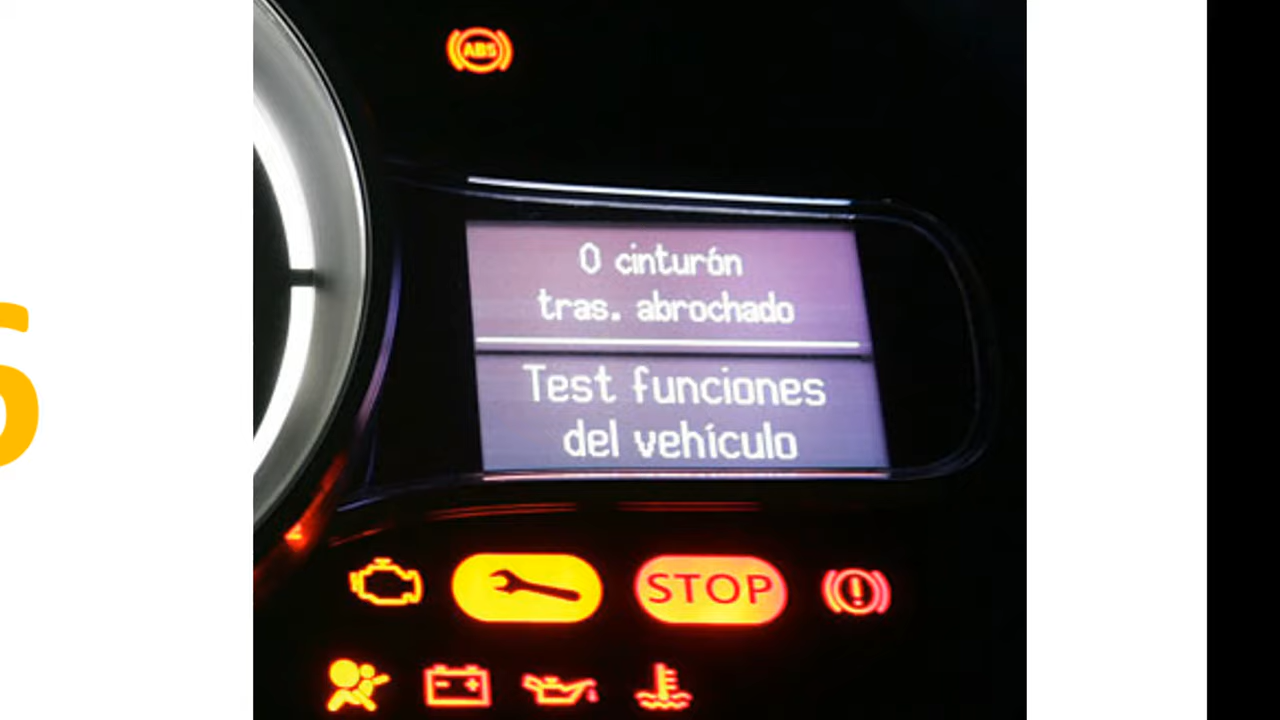 ABS
0 cinturón
tras. abrochado
Test funciones
del vehículo
STOP